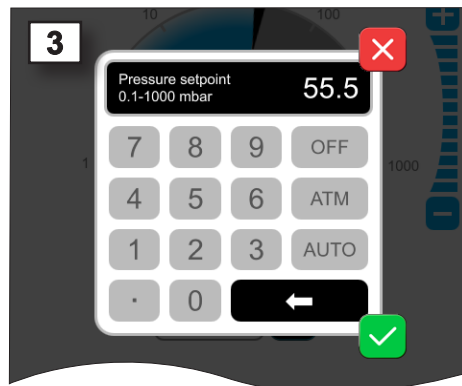 3
10
100
Pressure setpoint
0.1-1000 mbar
55.5
1
1000
7 8 9 OFF
4 5 6 ATM
1 2 3 AUTO
· 0